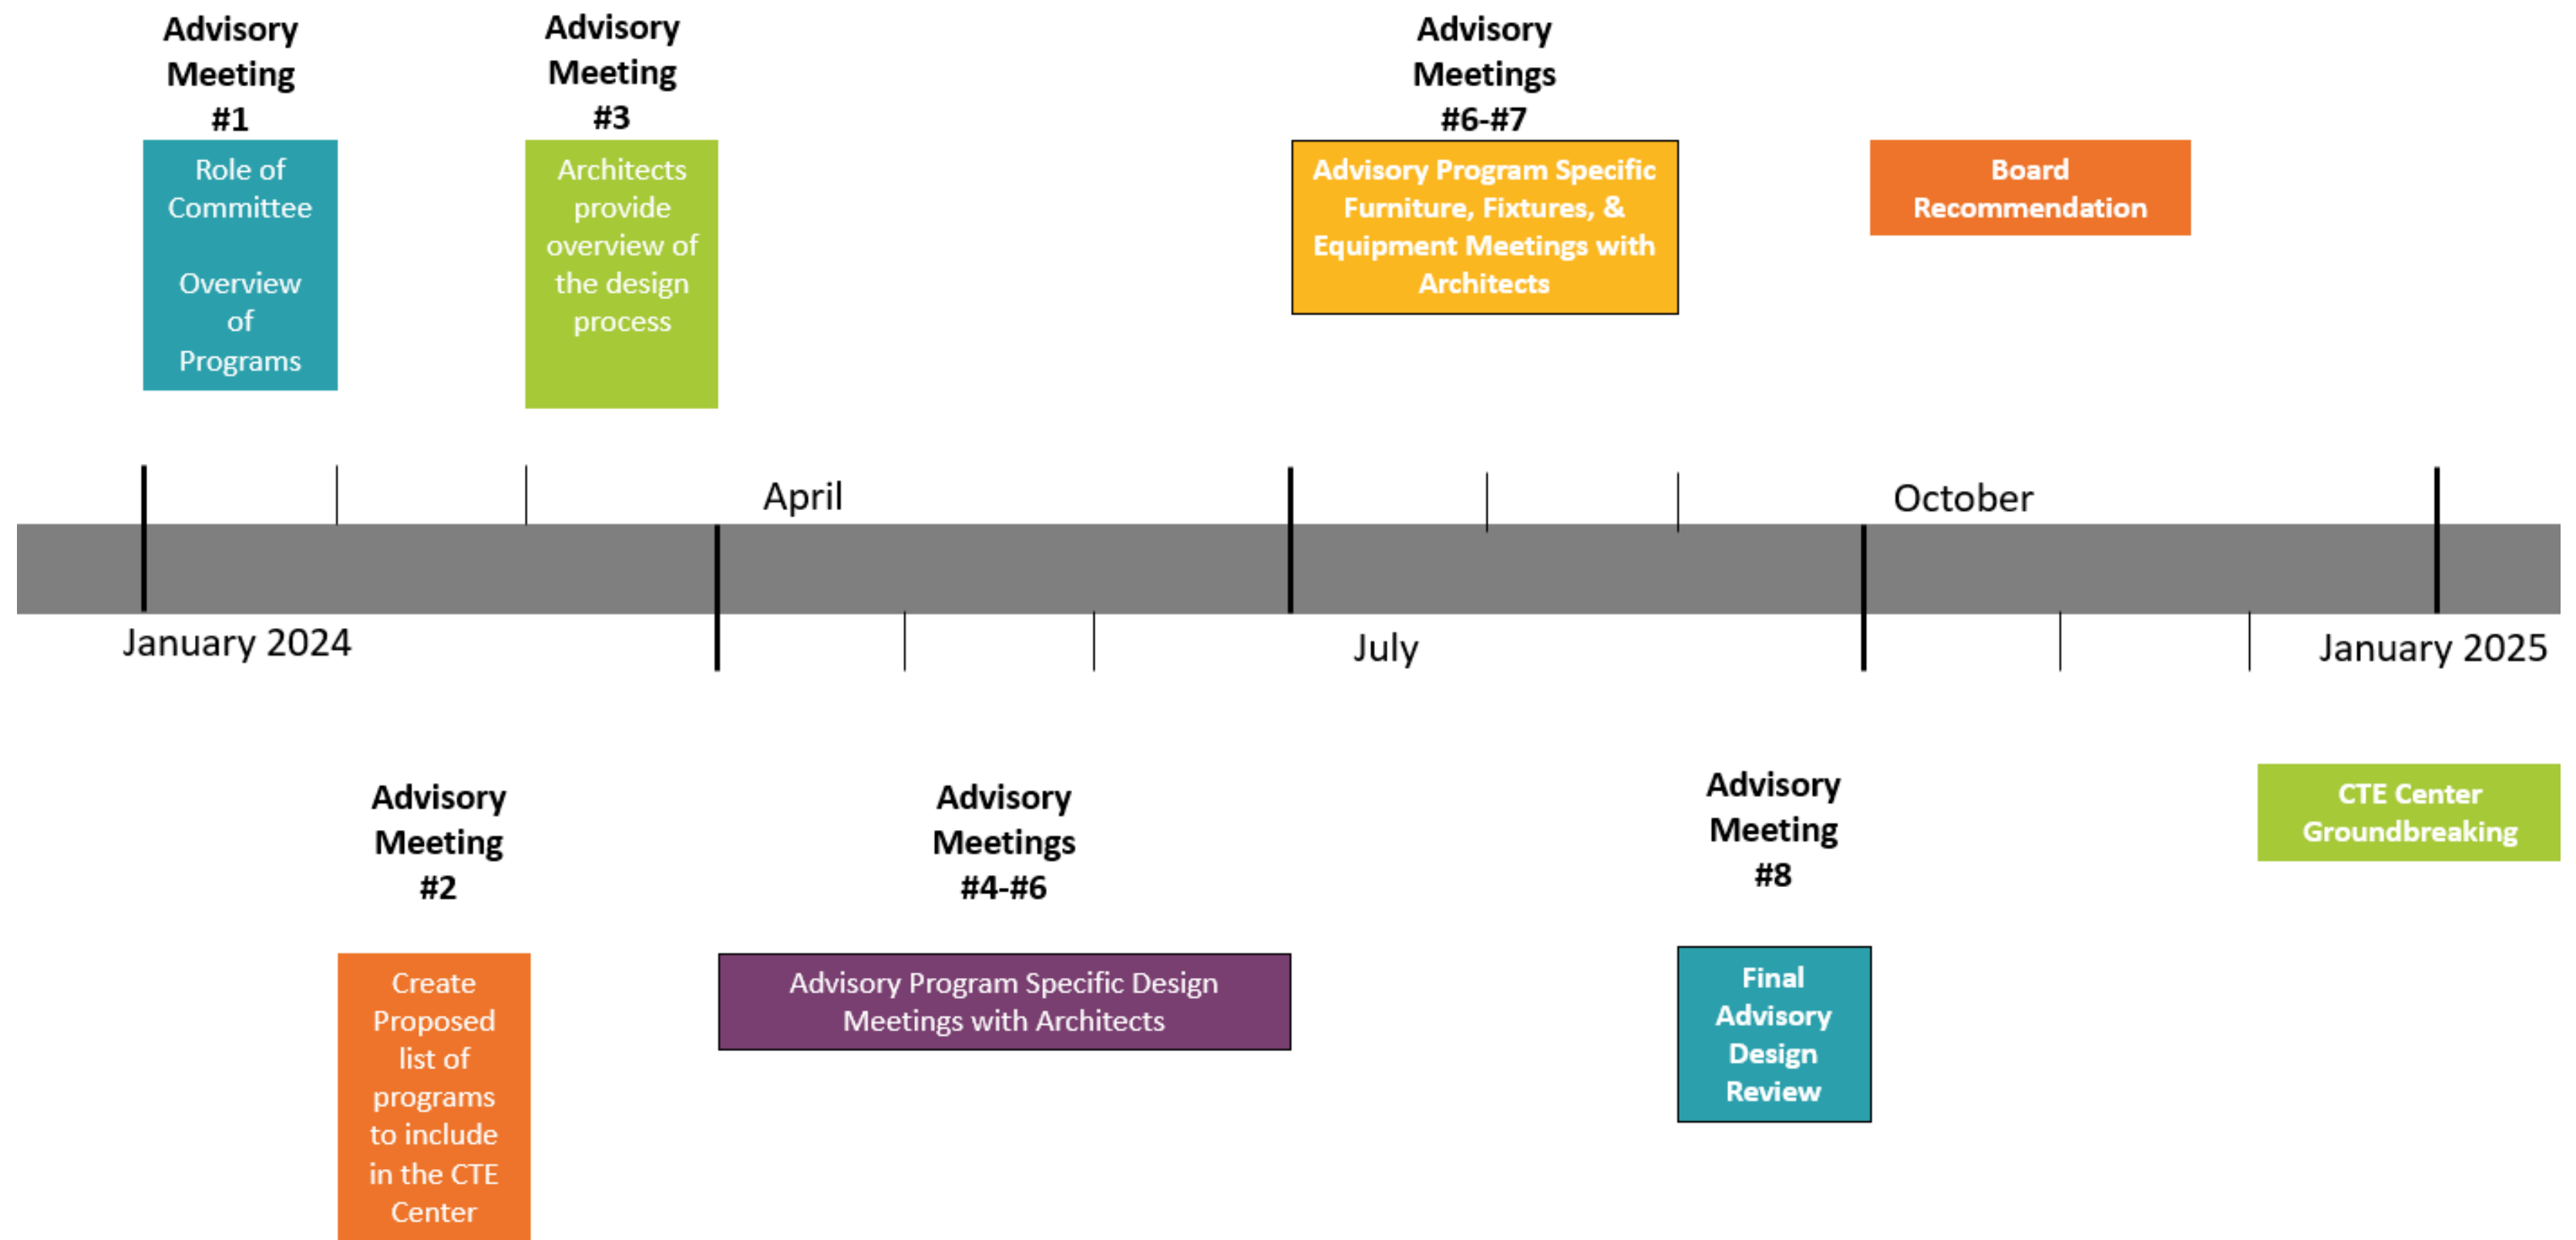 Advisory
Meeting
#1
Role of
Committee
Overview
of
Programs
Advisory
Meeting
#3
Architects
provide
overview of
the design
process
Advisory
Meetings
#6-#7
Advisory Program Specific
Furniture, Fixtures, &
Equipment Meetings with
Architects
Board
Recommendation
April
October
January 2024
July
January 2025
Advisory
Meeting
#2
Create
Proposed
list of
programs
to include
in the CTE
Center
Advisory
Meetings
#4-#6
Advisory Program Specific Design
Meetings with Architects
Advisory
Meeting
#8
Final
Advisory
Design
Review
CTE Center
Groundbreaking